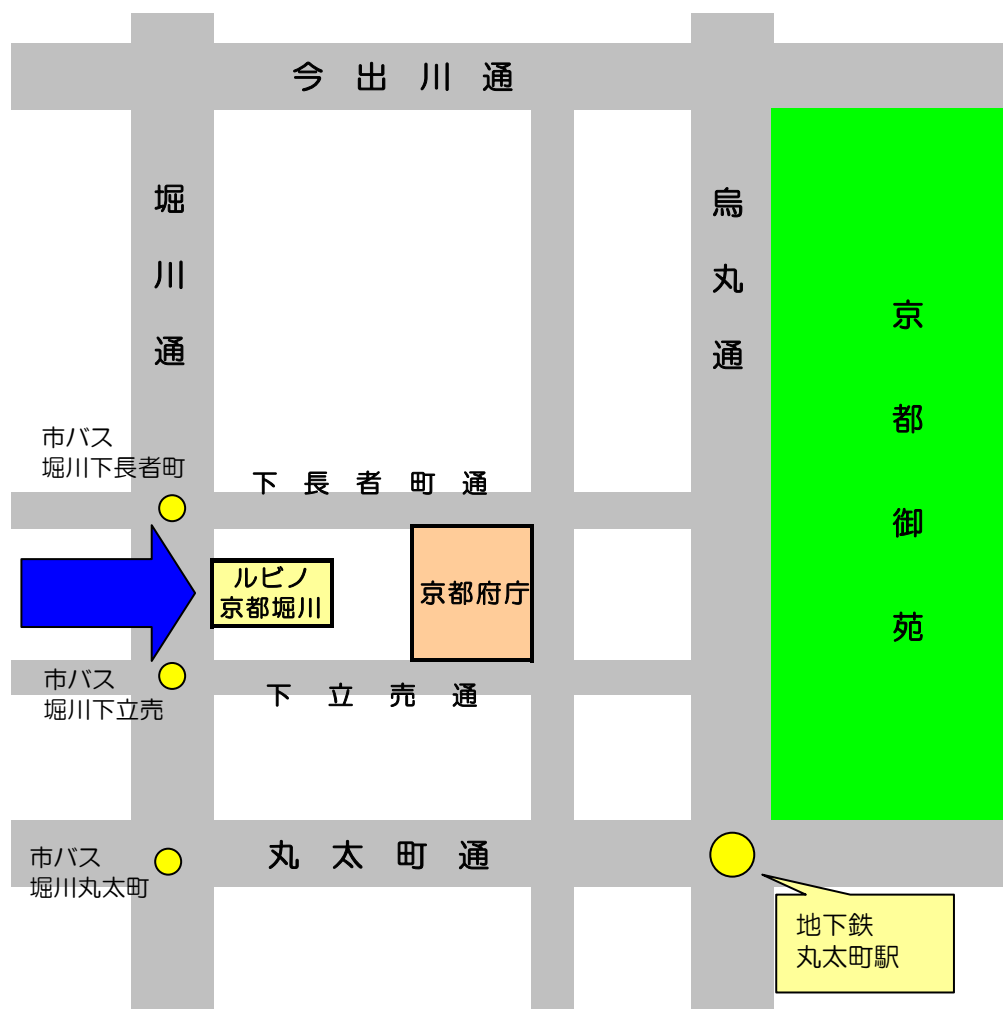 今出川通
堀川通
烏丸通
京都御苑
市バス
堀川下長者町
下長者町通
ルビノ
京都堀川
京都府庁
市バス
堀川下立売
下立売通
市バス
堀川丸太町
丸太町通
地下鉄
丸太町駅